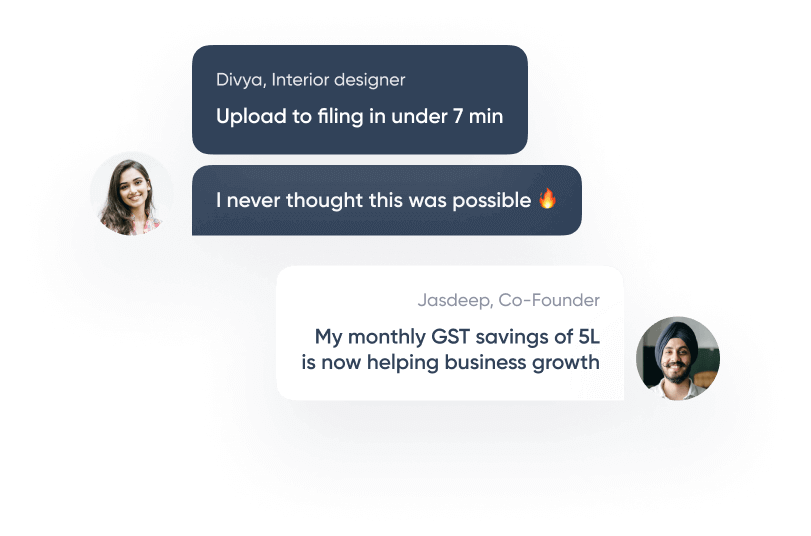 Divya, Interior designer
Upload to filing in under 7 min
I never thought this was possible 🔥
Jasdeep, Co-Founder
My monthly GST savings of 5L
is now helping business growth